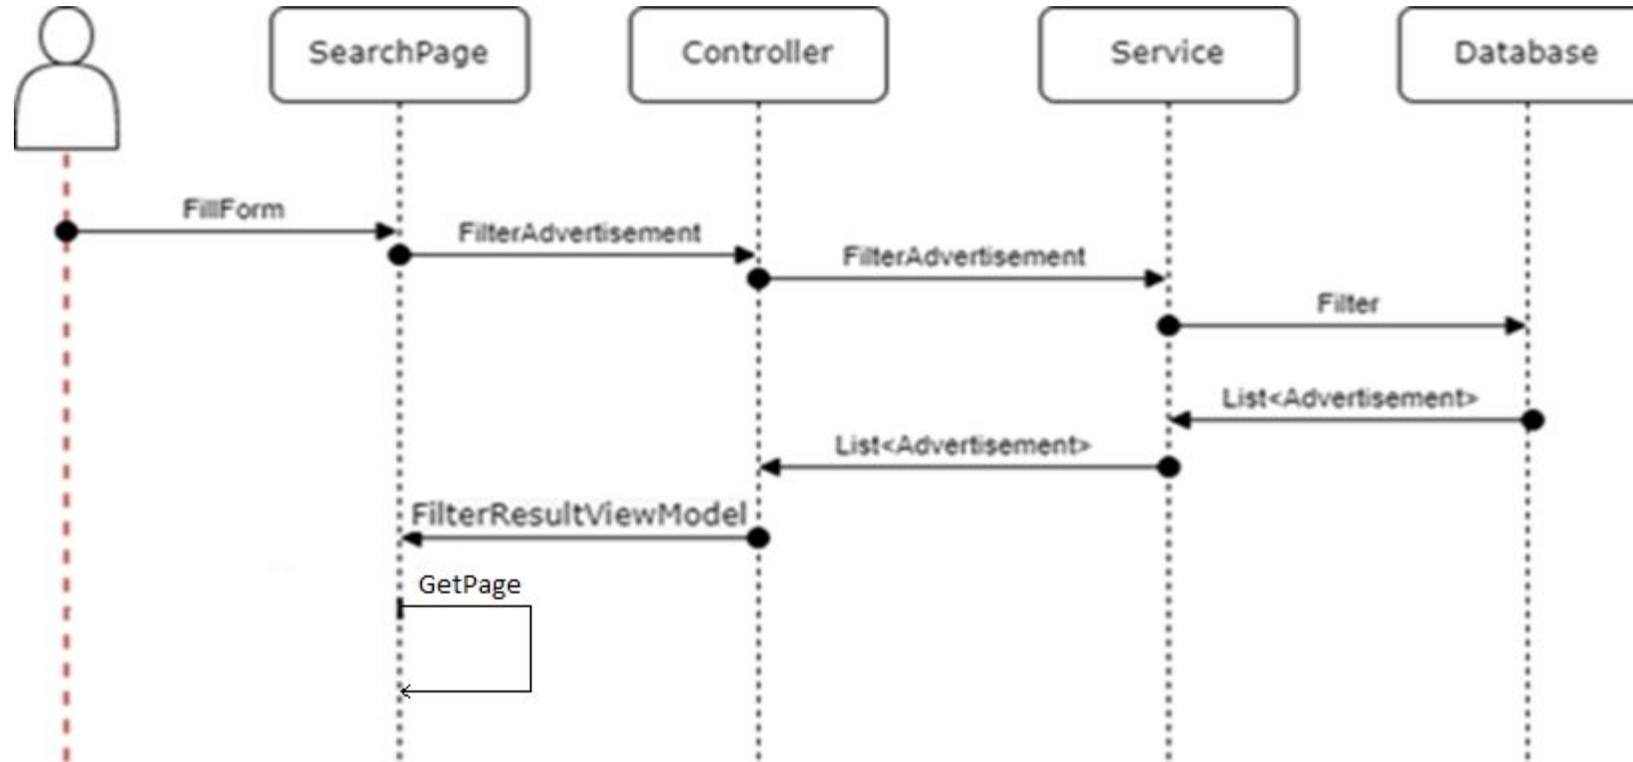 SearchPage
Controller
Service
Database
FillForm
FilterAdvertisement
FilterAdvertisement
Filter
List<Advertisement>
List<Advertisement>
FilterResultViewModel
GetPage